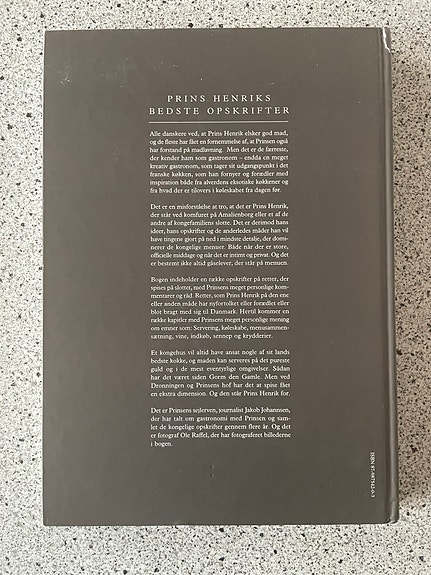 PRINS HENRIKS
BEDSTE OPSKRIFTER
Alle danskere ved, at Prins Henrik elsker god mad,
og de fleste har fået en fornemmelse af, at Prinsen også
har forstand på madlavning. Men det er de færreste,
der kender ham som gastronom – endda en meget
kreativ gastronom, som tager sit udgangspunkt i det
franske køkken, som han fornyer og forædler med
inspiration både fra alverdens eksotiske køkkener og
fra hvad der er tilovers i køleskabet fra dagen før.
Det er en misforståelse at tro, at det er Prins Henrik,
der står ved komfuret på Amalienborg eller et af de
andre af kongefamiliens slotte. Det er derimod hans
ideer, hans opskrifter og de anderledes måder han vil
have tingene gjort på ned i mindste detalje, der domi-
nerer de kongelige menuer. Både når der er store,
officielle middage og når det er intimt og privat. Og det
er bestemt ikke altid gåselever, der står på menuen.
Bogen indeholder en række opskrifter på retter, der
spises på slottet, med Prinsens meget personlige kom-
mentarer og råd. Retter, som Prins Henrik på den ene
eller anden måde har nyfortolket eller forædlet eller
blot bragt med sig til Danmark. Hertil kommer en
række kapitler med Prinsens meget personlige mening
om emner som: Servering, køleskabe, menusammen-
sætning, vine, indkøb, sennep og krydderier.
Et kongehus vil altid have ansat nogle af sit lands
bedste kokke, og maden kan serveres på det pureste
guld og i de mest eventyrlige omgivelser. Sådan
har det været siden Gorm den Gamle. Men ved
Dronningen og Prinsens hof har det at spise fået
en ekstra dimension. Og den står Prins Henrik for.
Det er Prinsens sejlerven, journalist Jakob Johannsen,
der har talt om gastronomi med Prinsen og sam-
let de kongelige opskrifter gennem flere år. Og det
er fotograf Ole Raffel, der har fotograferet billederne
i bogen.